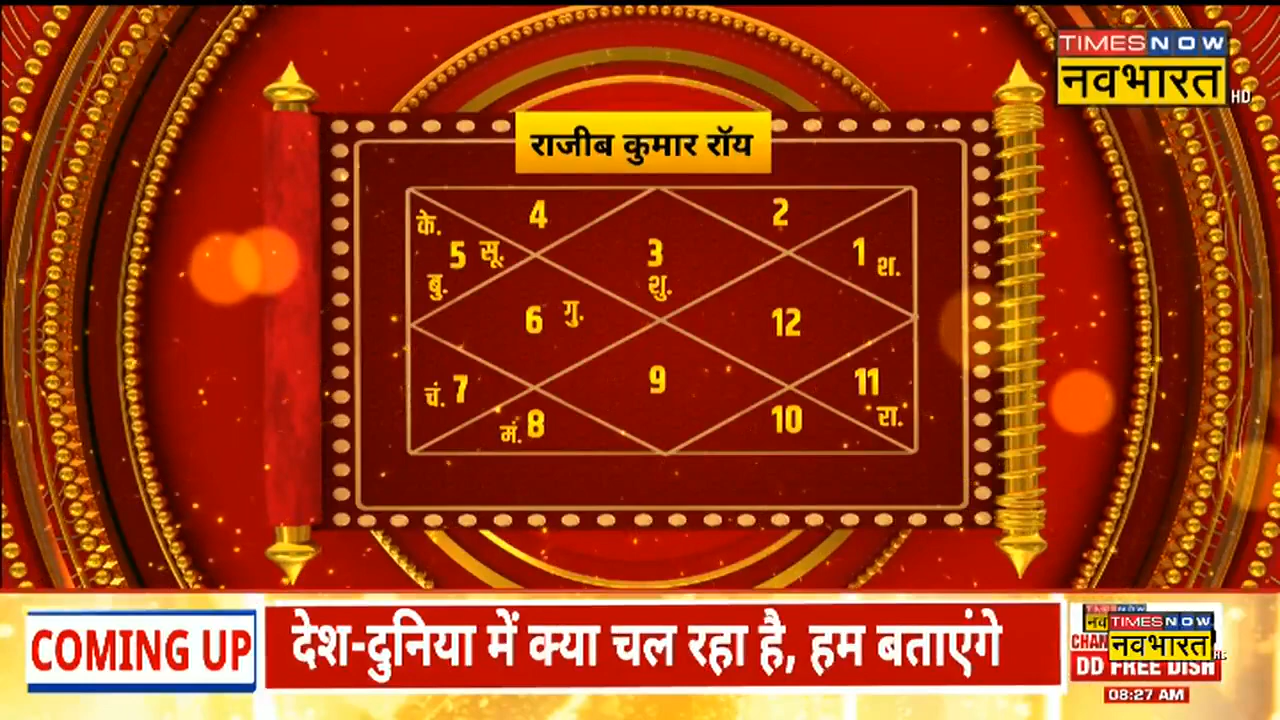 TIMES NOW
नवभारत
HD
राजीब कुमार रॉय
के.
4
2
5
सू.
3
1
श.
बु.
शु.
6
गु.
12
चं.
7
9
11
मं.
8
10
रा.
COMING UP
देश-दुनिया में क्या चल रहा है, हम बताएंगे
TIMES NOW
नवभारत
DD FREE DISH
08:27 AM